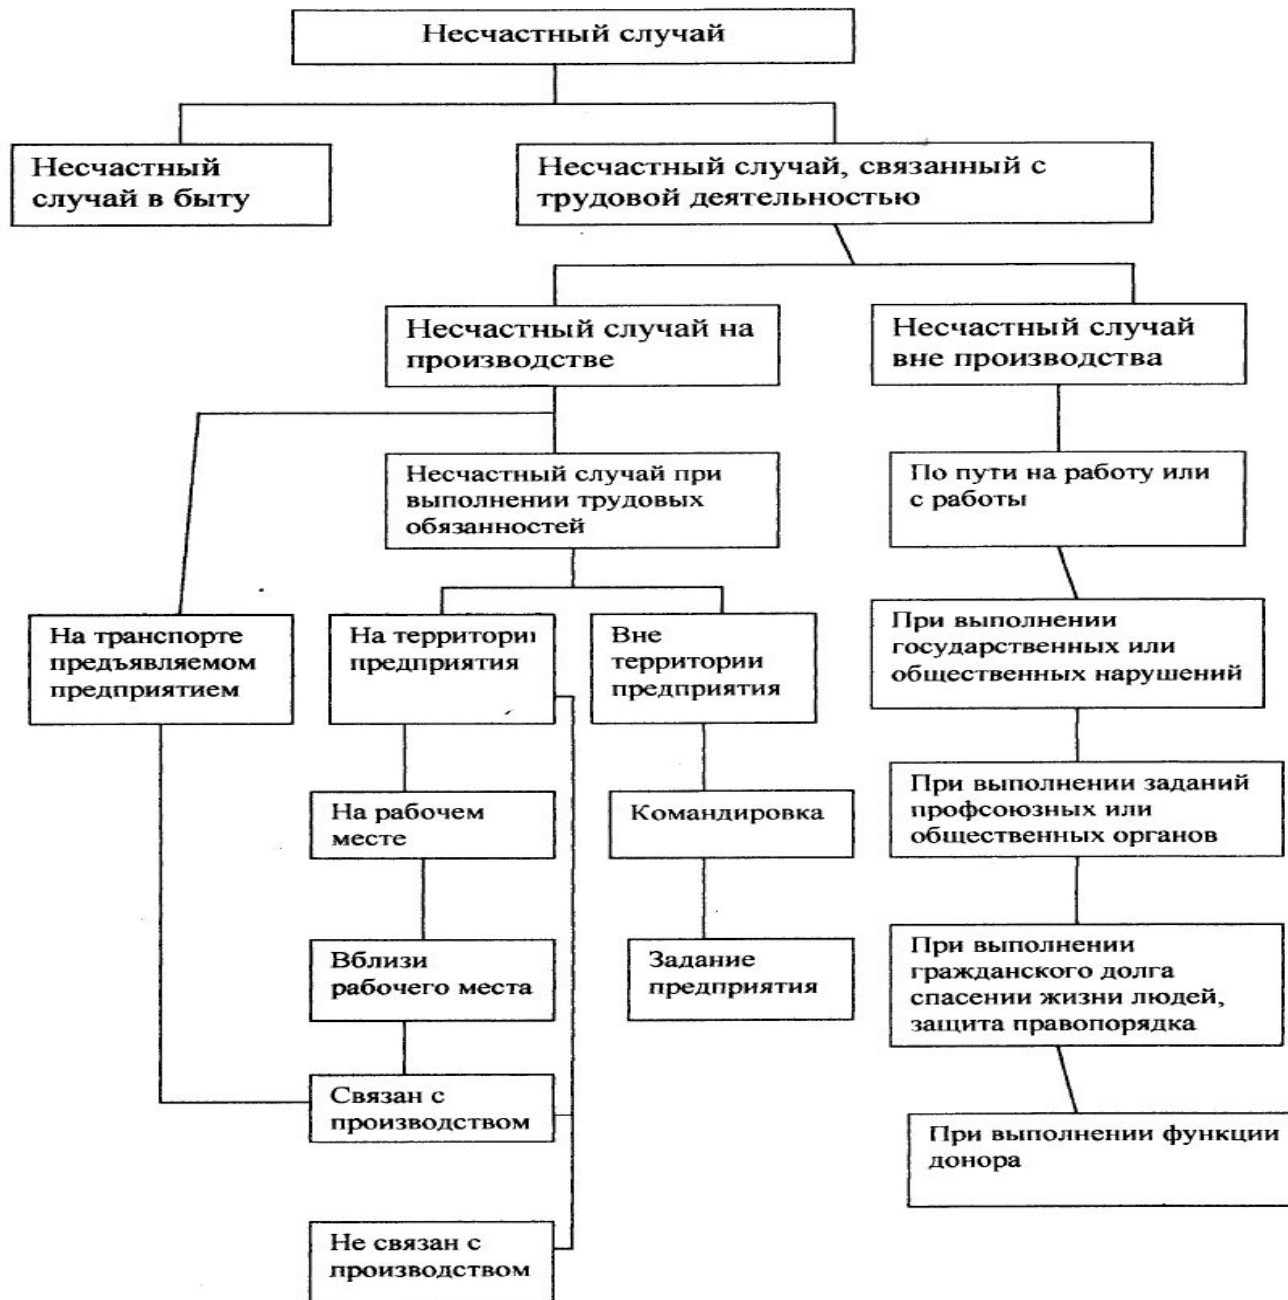 Несчастный случай
Несчастный
случай в быту
Несчастный случай, связанный с
трудовой деятельностью
Несчастный случай на
производстве
Несчастный случай
вне производства
Несчастный случай при
выполнении трудовых
обязанностей
По пути на работу или
с работы
На транспорте
предъявляемом
предприятием
На территории
предприятия
Вне
территории
предприятия
При выполнении
государственных или
общественных нарушений
На рабочем
месте
Командировка
При выполнении заданий
профсоюзных или
общественных органов
Вблизи
рабочего места
Задание
предприятия
При выполнении
гражданского долга
спасении жизни людей,
защита правопорядка
Связан с
производством
При выполнении функции
донора
Не связан с
производством